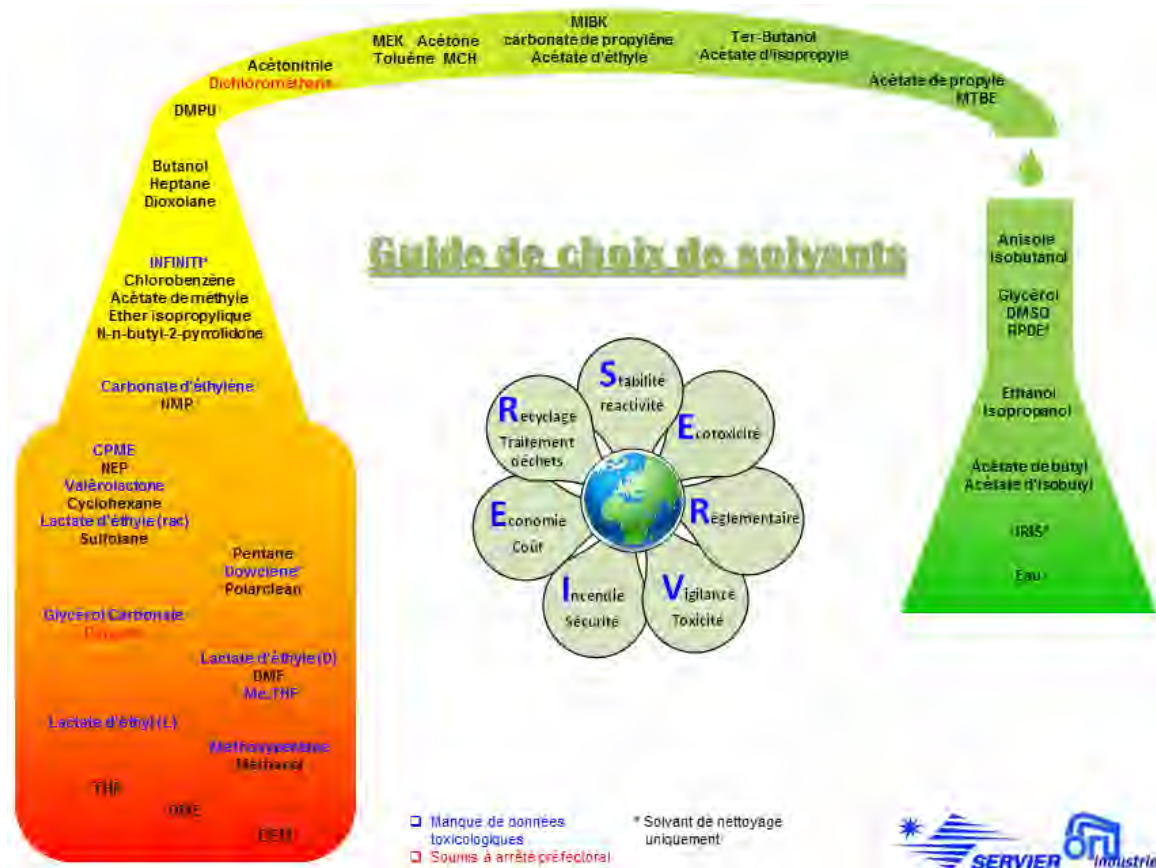 MIBK
carbonate de propylène
Acétate d'éthyle
MEK Acétone
Toluène MCH
Ter-Butanol
Acétate d'isopropyle
Acétonitrile
Dichlorométhane
Acétate de propyle
MTBE
DMPU
Butanol
Heptane
Dioxolane
Guide de choix de solvants
INFINITI*
Chlorobenzène
Acétate de méthyle
Ether isopropylique
N-n-butyl-2-pyrrolidone
Carbonate d'éthylène
NMP
CPME
NEP
Valérolactone
Cyclohexane
Lactate d'éthyle (rac)
Sulfolane
Pentane
Dowclene*
Polarclean
Glycérol Carbonate
Lactate d'éthyle (D)
DMF
Me.THF
Lactate d'éthyl (L)
Méthanol
THF
Stabilité
réactivité
Ecotoxicité
Règlementaire
Vigilance
Toxicité
Incendie
Sécurité
Economie
Coût
Recyclage
Traitement
déchets
Anisole
Isobutanol
Glycérol
DMSO
RPDE*
Ethanol
Isopropanol
Acétate de butyl
Acétate d'isobutyl
IRIS*
Eau
Manque de données
toxicologiques
Soumis à arrêté préfectoral
* Solvant de nettoyage
uniquement
SERVIER
industrie